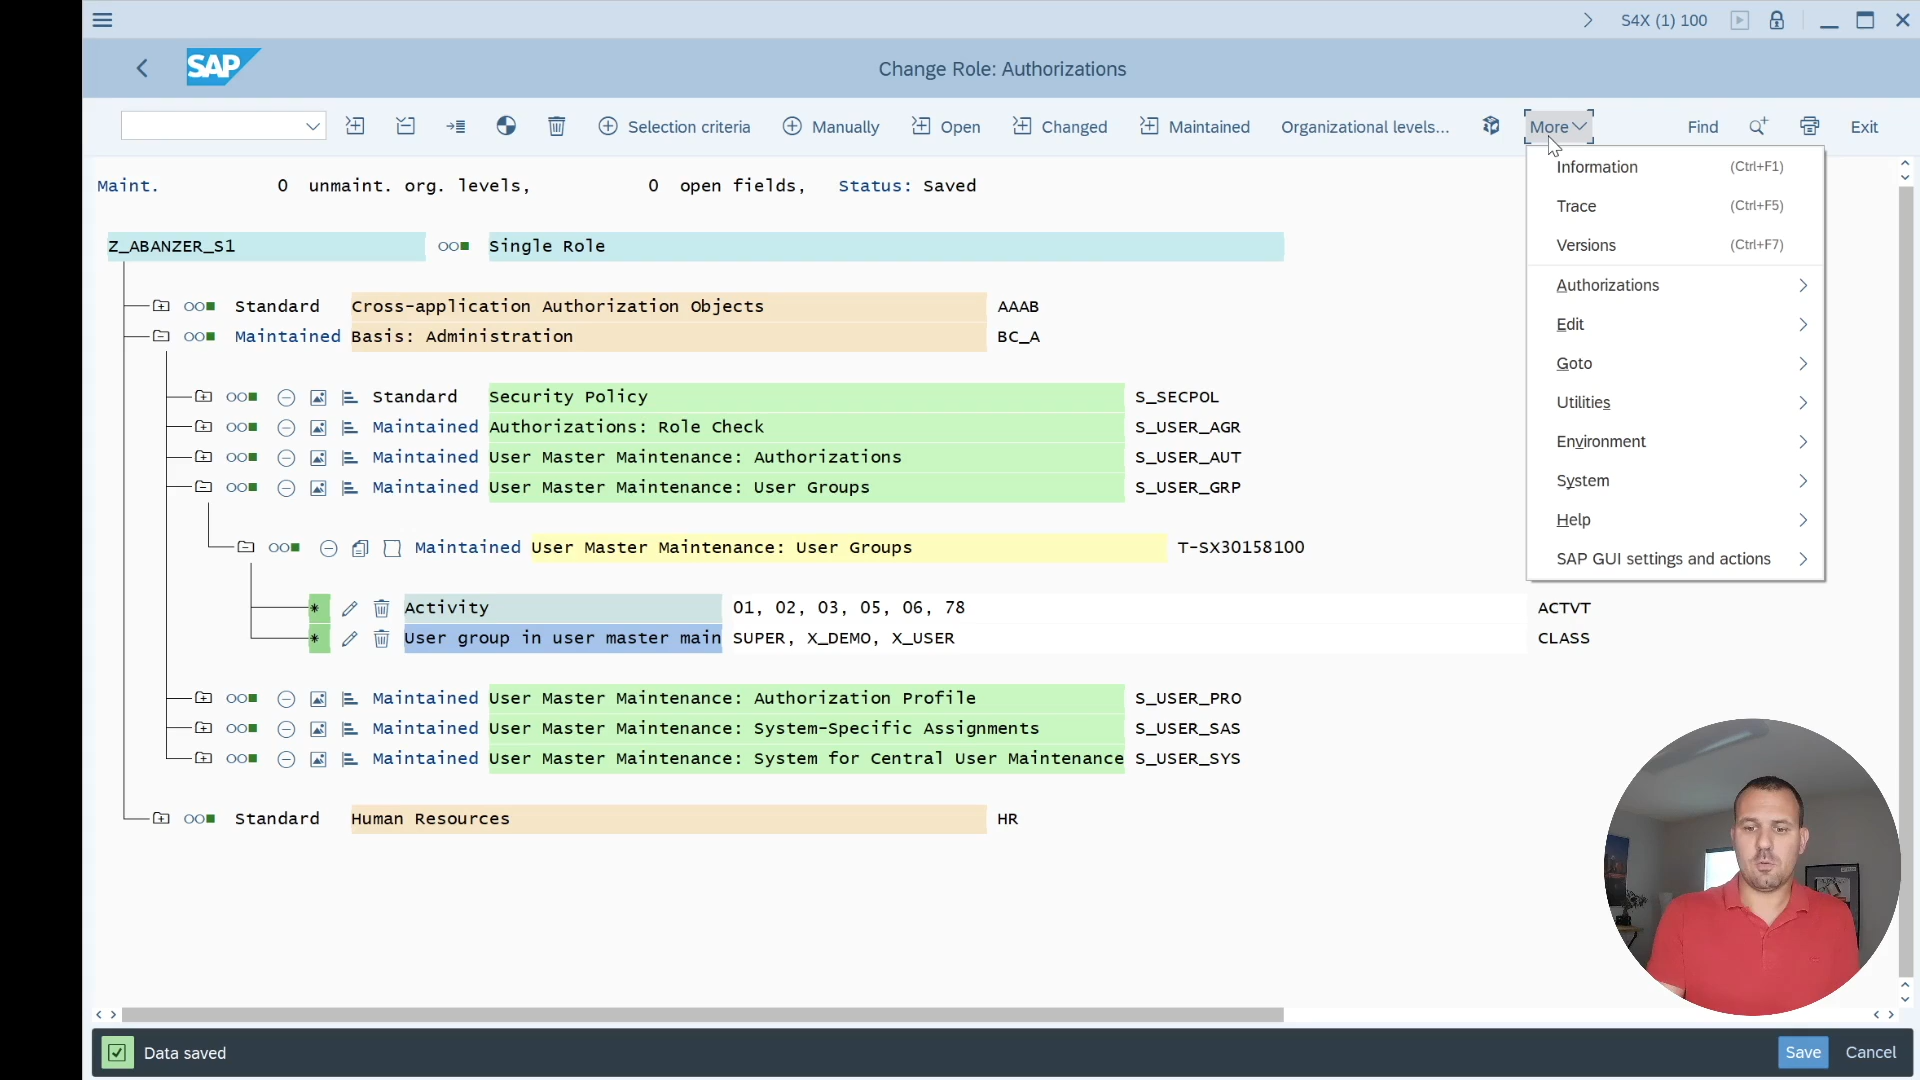 S4X (1) 100
SAP
Change Role: Authorizations
Selection criteria
Manually
Open
Changed
Maintained
Organizational levels...
More
Find
Exit
Maint. 0 unmaint. org. levels, 0 open fields, Status: Saved
Z_ABANZER_S1 Single Role
Standard Cross-application Authorization Objects AAAB
Maintained Basis: Administration BC_A
Standard Security Policy S_SECPOL
Maintained Authorizations: Role Check S_USER_AGR
Maintained User Master Maintenance: Authorizations S_USER_AUT
Maintained User Master Maintenance: User Groups S_USER_GRP
Maintained User Master Maintenance: User Groups T-SX30158100
* Activity 01, 02, 03, 05, 06, 78 ACTVT
* User group in user master main SUPER, X_DEMO, X_USER CLASS
Maintained User Master Maintenance: Authorization Profile S_USER_PRO
Maintained User Master Maintenance: System-Specific Assignments S_USER_SAS
Maintained User Master Maintenance: System for Central User Maintenance S_USER_SYS
Standard Human Resources HR
Information (Ctrl+F1)
Trace (Ctrl+F5)
Versions (Ctrl+F7)
Authorizations
Edit
Goto
Utilities
Environment
System
Help
SAP GUI settings and actions
Data saved
Save
Cancel